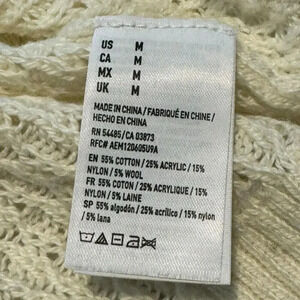 US M
CA M
MX M
UK M
MADE IN CHINA / FABRIQUÉ EN CHINE /
HECHO EN CHINA
RN 54485/CA 03873
RFC# AEM120605U9A
EN 55% COTTON / 25% ACRYLIC / 15%
NYLON / 5% WOOL
FR 55% COTON / 25% ACRYLIQUE / 15%
NYLON / 5% LAINE
SP 55% algodón / 25% acrílico / 15% nylon
/ 5% lana